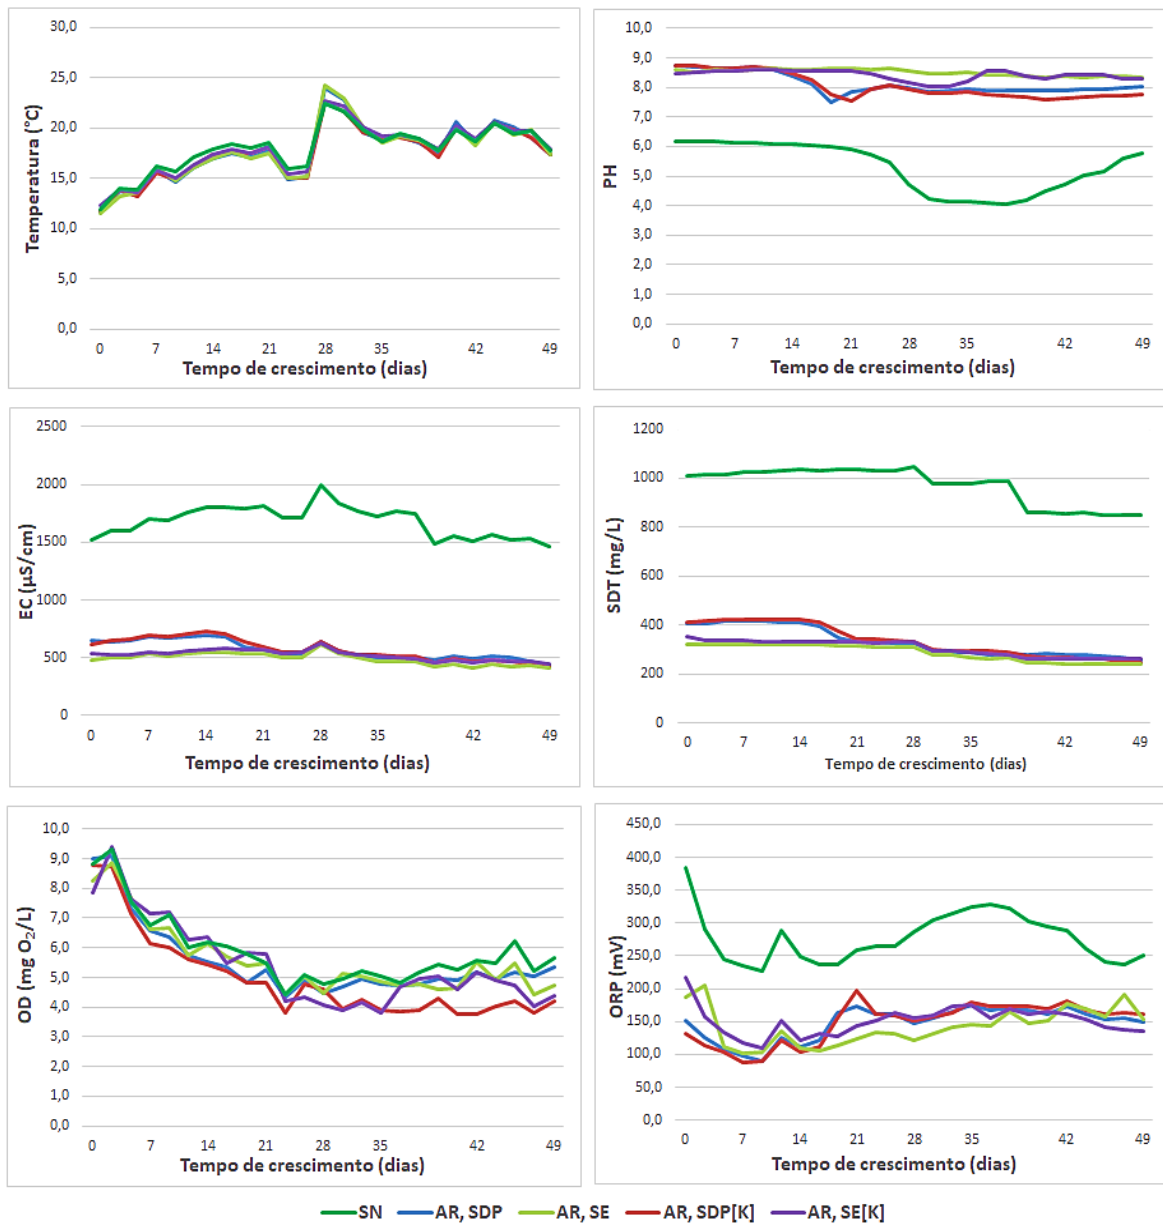 Temperatura (°C)
30,0
25,0
20,0
15,0
10,0
5,0
0,0
0 7 14 21 28 35 42 49
Tempo de crescimento (dias)
PH
10,0
9,0
8,0
7,0
6,0
5,0
4,0
3,0
2,0
1,0
0,0
0 7 14 21 28 35 42 49
Tempo de crescimento (dias)
EC (µS/cm)
2500
2000
1500
1000
500
0
0 7 14 21 28 35 42 49
Tempo de crescimento (dias)
SDT (mg/L)
1200
1000
800
600
400
200
0
0 7 14 21 28 35 42 49
Tempo de crescimento (dias)
OD (mg O₂/L)
10,0
9,0
8,0
7,0
6,0
5,0
4,0
3,0
2,0
1,0
0,0
0 7 14 21 28 35 42 49
Tempo de crescimento (dias)
ORP (mV)
450,0
400,0
350,0
300,0
250,0
200,0
150,0
100,0
50,0
0,0
0 7 14 21 28 35 42 49
Tempo de crescimento (dias)
SN AR, SDP AR, SE AR, SDP[K] AR, SE[K]